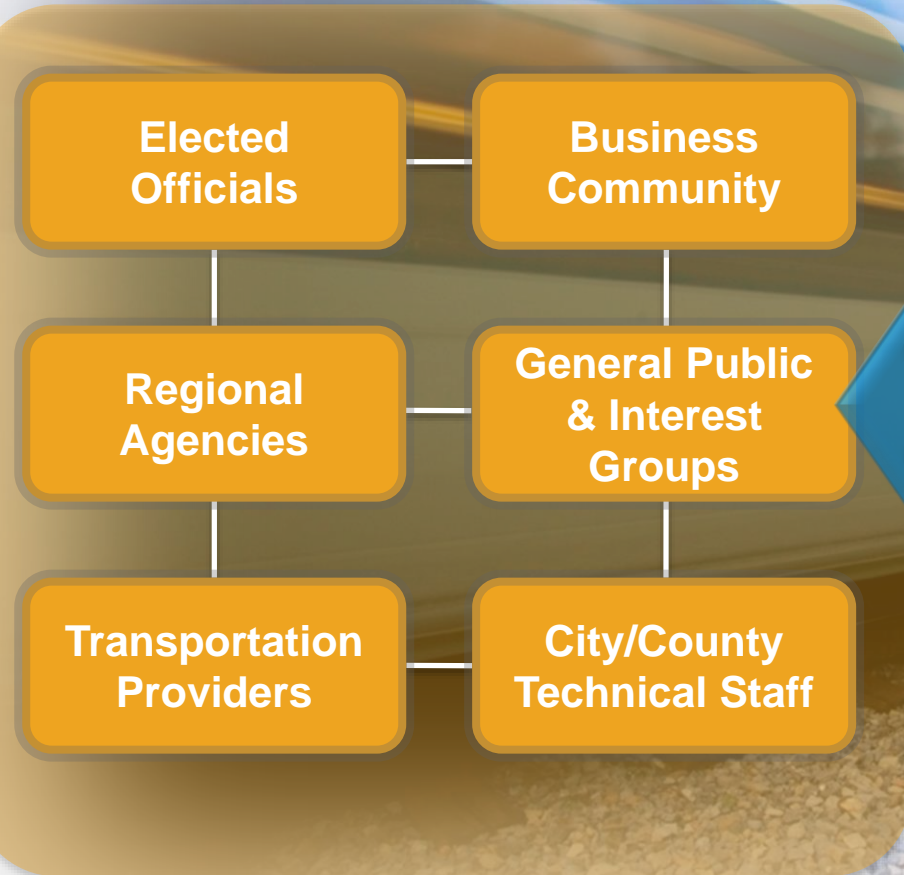 Elected
Officials
Business
Community
Regional
Agencies
General Public
& Interest
Groups
Transportation
Providers
City/County
Technical Staff